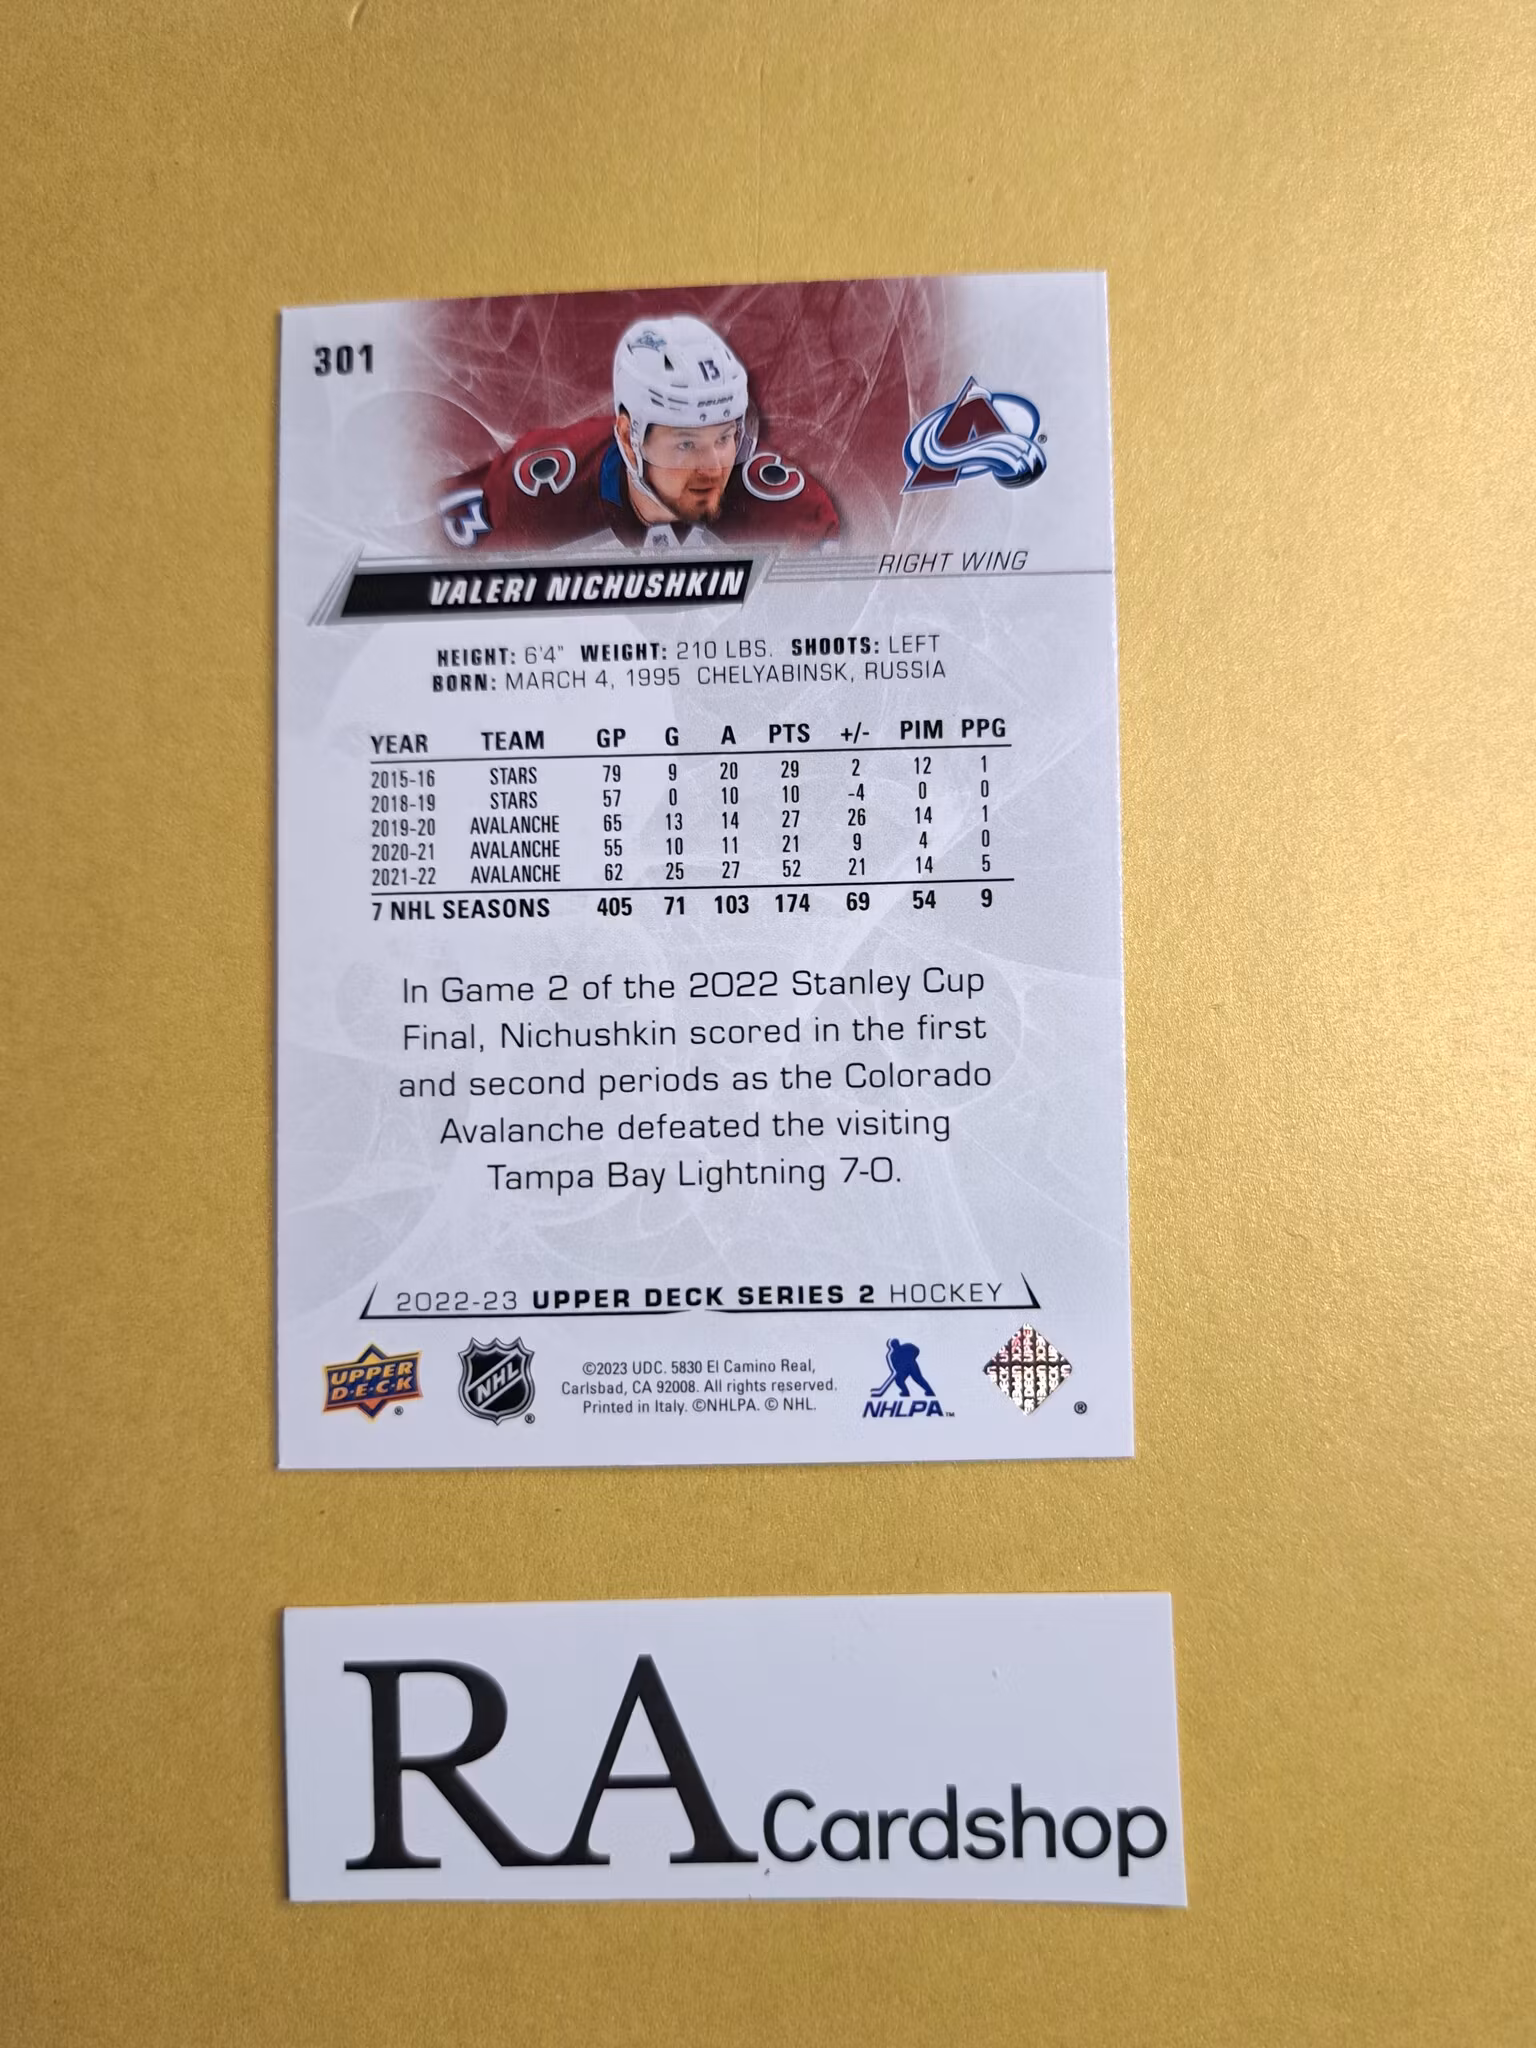 301
13
BAUER
13
VALERI NICHUSHKIN
RIGHT WING
HEIGHT: 6'4" WEIGHT: 210 LBS. SHOOTS: LEFT
BORN: MARCH 4, 1995 CHELYABINSK, RUSSIA
YEAR TEAM GP G A PTS +/- PIM PPG
2015-16 STARS 79 9 20 29 2 12 1
2018-19 STARS 57 0 10 10 -4 0 0
2019-20 AVALANCHE 65 13 14 27 26 14 1
2020-21 AVALANCHE 55 10 11 21 9 4 0
2021-22 AVALANCHE 62 25 27 52 21 14 5
7 NHL SEASONS 405 71 103 174 69 54 9
In Game 2 of the 2022 Stanley Cup
Final, Nichushkin scored in the first
and second periods as the Colorado
Avalanche defeated the visiting
Tampa Bay Lightning 7-0.
2022-23 UPPER DECK SERIES 2 HOCKEY
UPPER
D·E·C·K ®
NHL ®
©2023 UDC. 5830 El Camino Real,
Carlsbad, CA 92008. All rights reserved.
Printed in Italy. ©NHLPA. © NHL.
NHLPA™
®
RA Cardshop